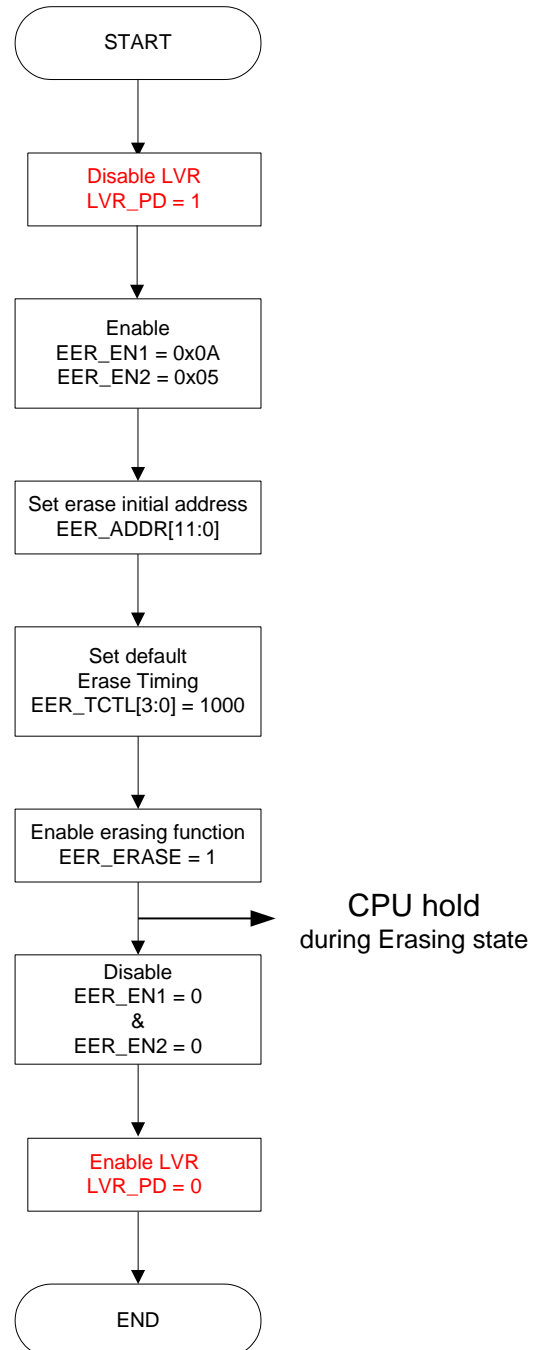 START
Disable LVR
LVR_PD = 1
Enable
EER_EN1 = 0x0A
EER_EN2 = 0x05
Set erase initial address
EER_ADDR[11:0]
Set default
Erase Timing
EER_TCTL[3:0] = 1000
Enable erasing function
EER_ERASE = 1
CPU hold
during Erasing state
Disable
EER_EN1 = 0
&
EER_EN2 = 0
Enable LVR
LVR_PD = 0
END